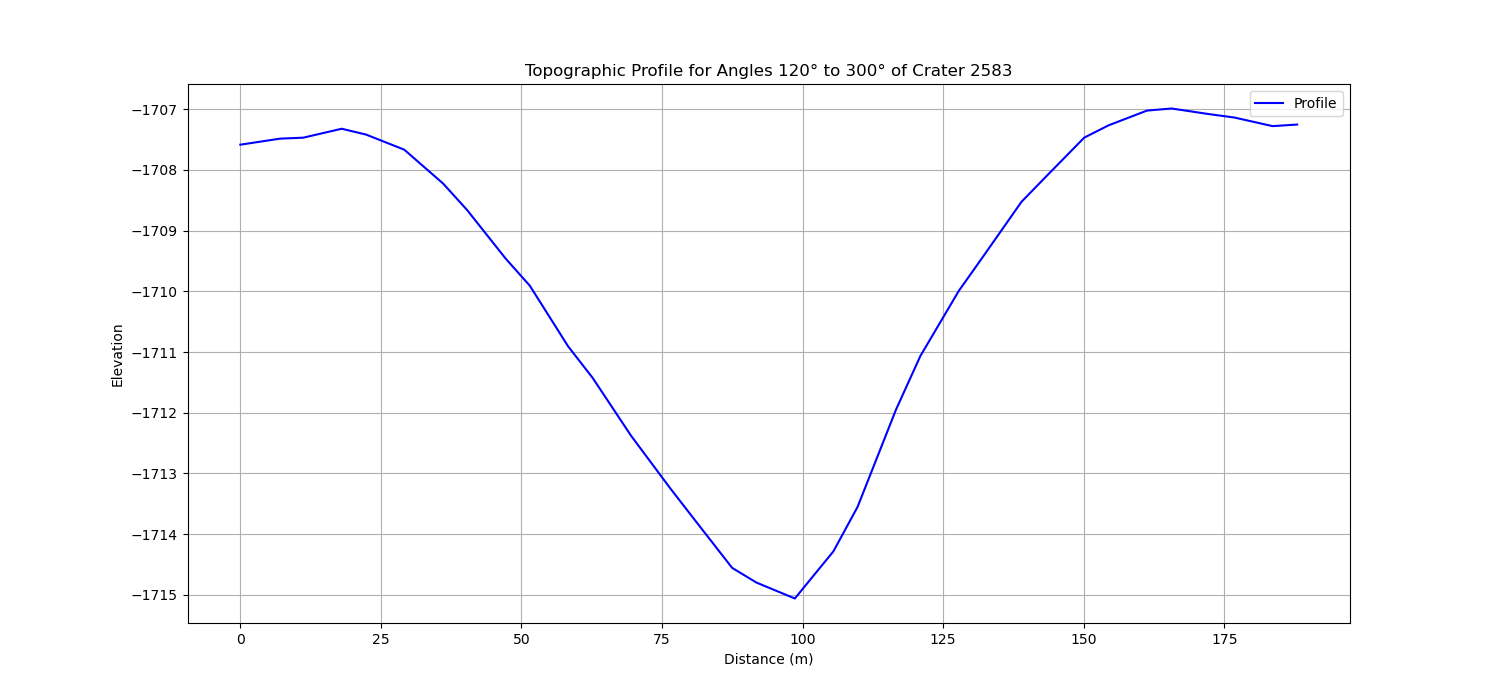 Topographic Profile for Angles 120° to 300° of Crater 2583
Profile
−1707
−1708
−1709
−1710
−1711
−1712
−1713
−1714
−1715
Elevation
0 25 50 75 100 125 150 175
Distance (m)